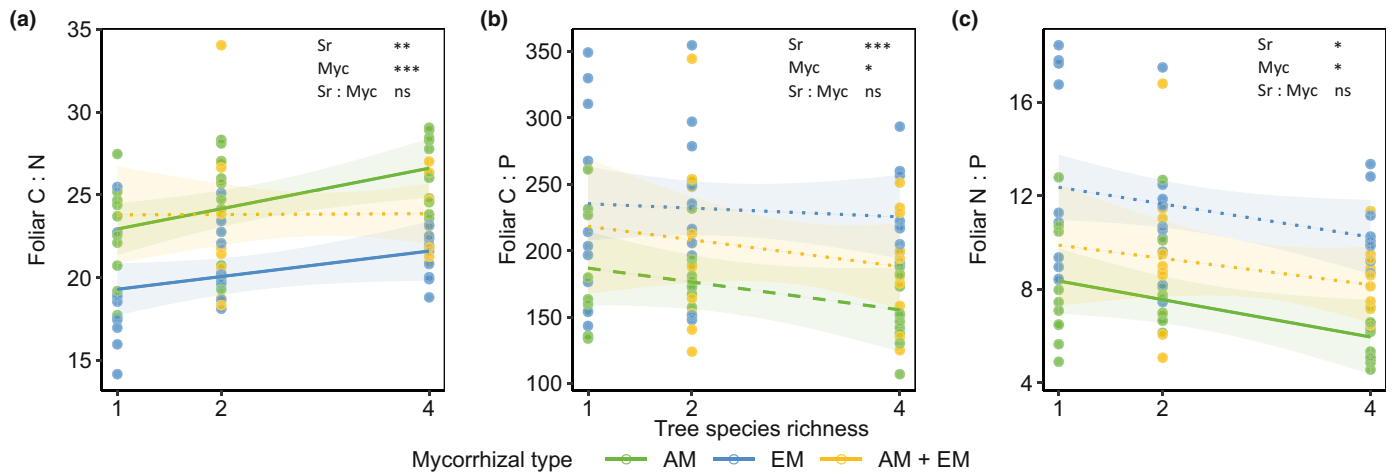 (a)
Foliar C : N
35
30
25
20
15
1
2
4
Sr **
Myc ***
Sr : Myc ns
(b)
Foliar C : P
350
300
250
200
150
100
1
2
4
Sr ***
Myc *
Sr : Myc ns
(c)
Foliar N : P
16
12
8
4
1
2
4
Sr *
Myc *
Sr : Myc ns
Tree species richness
Mycorrhizal type AM EM AM + EM